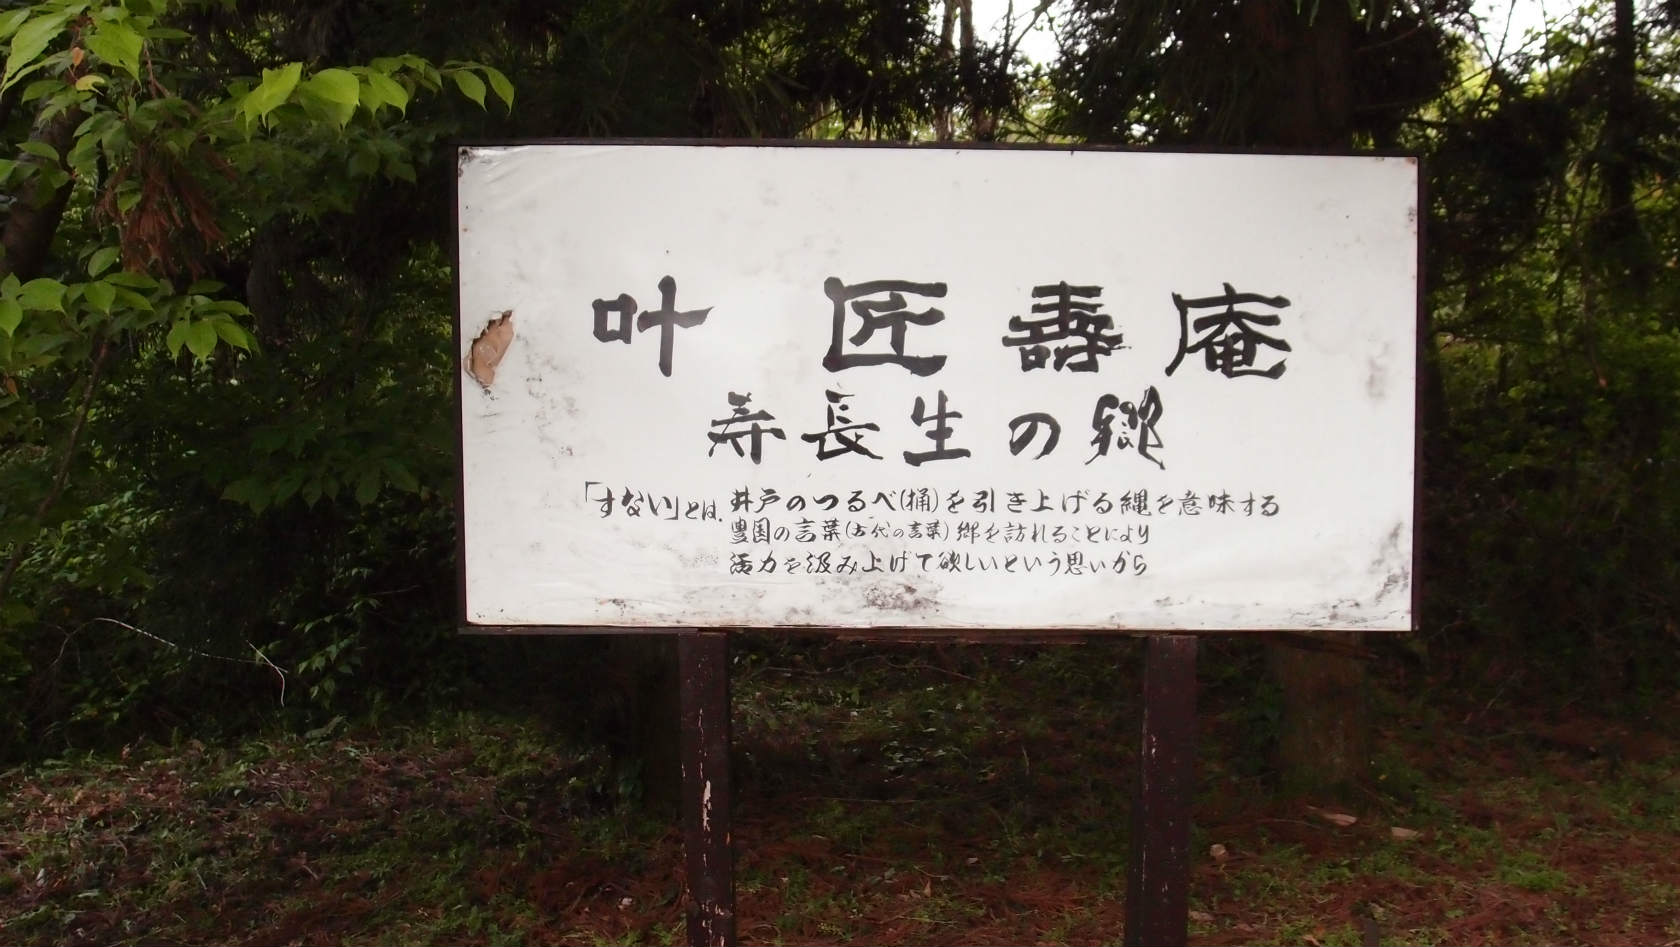 叶匠壽庵
寿長生の郷
「すない」とは、井戸のつるべ(桶)を引き上げる縄を意味する
豊国の言葉(古代の言葉)郷を訪れることにより
活力を汲み上げて欲しいという思いから